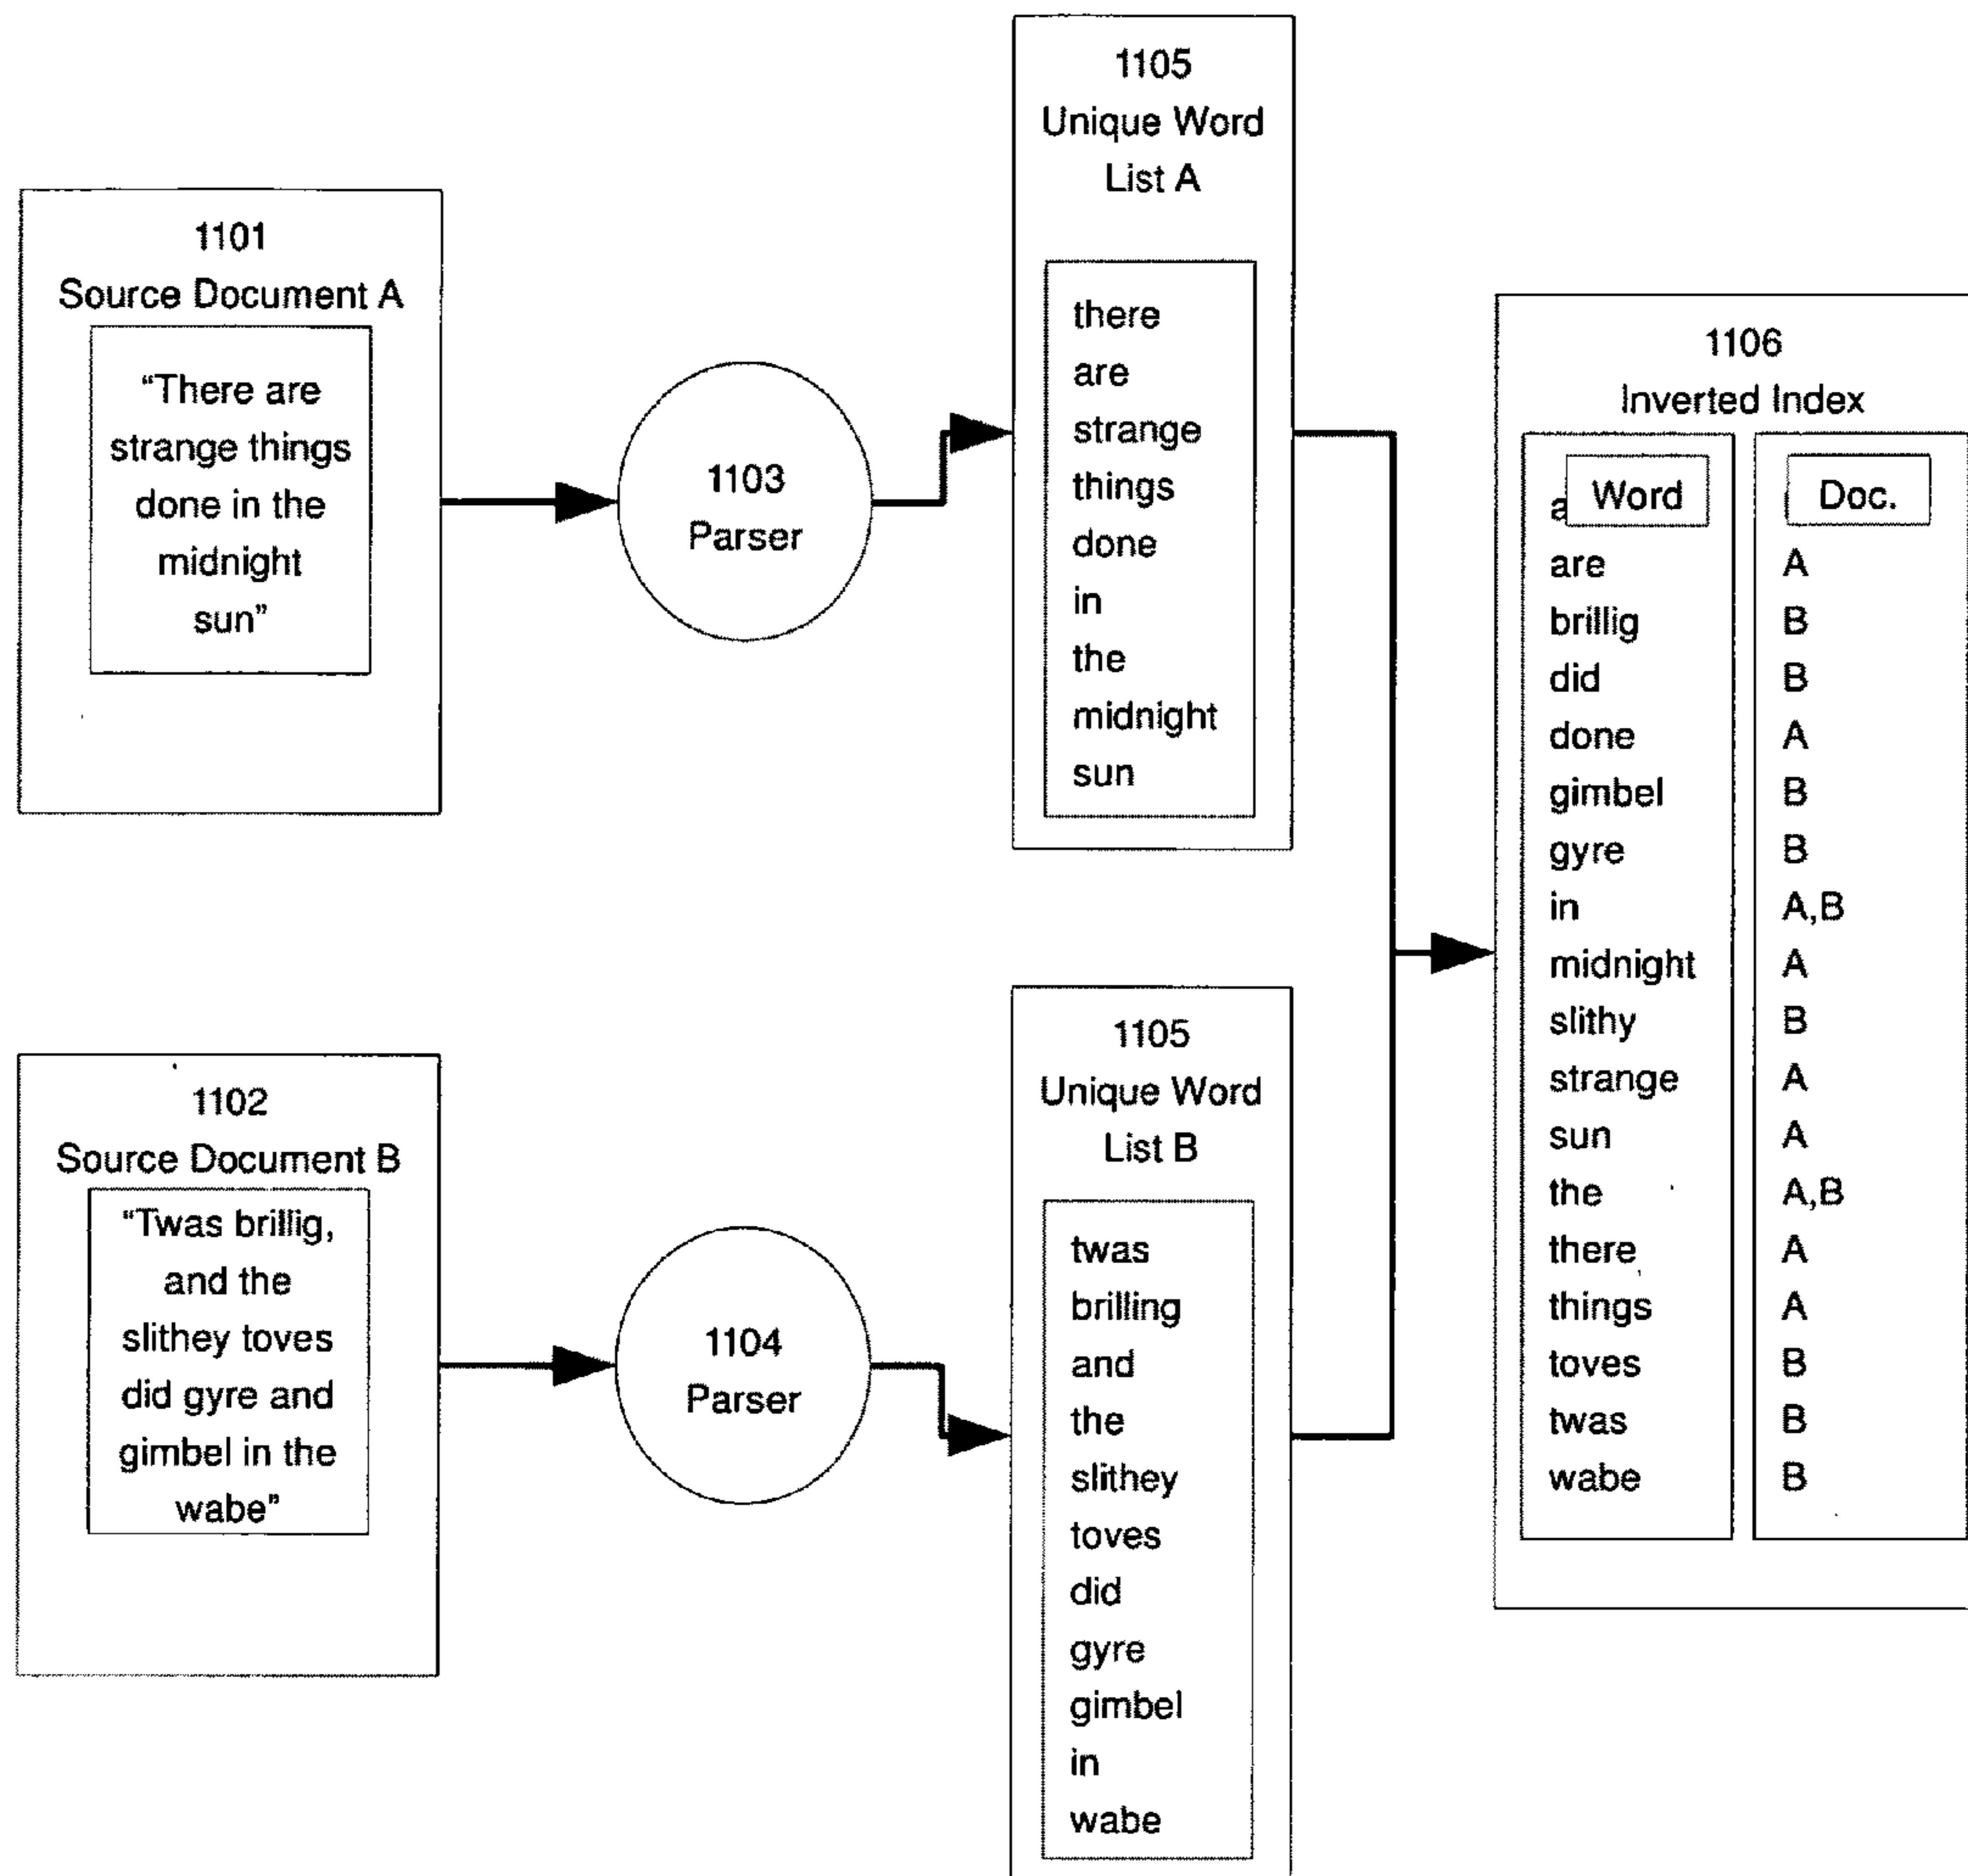 1101
Source Document A
“There are
strange things
done in the
midnight
sun”
1103
Parser
1105
Unique Word
List A
there
are
strange
things
done
in
the
midnight
sun
1102
Source Document B
“Twas brillig,
and the
slithey toves
did gyre and
gimbel in the
wabe”
1104
Parser
1105
Unique Word
List B
twas
brilling
and
the
slithey
toves
did
gyre
gimbel
in
wabe
1106
Inverted Index
Word Doc.
are A
brillig B
did B
done A
gimbel B
gyre B
in A,B
midnight A
slithy B
strange A
sun A
the A,B
there A
things A
toves B
twas B
wabe B